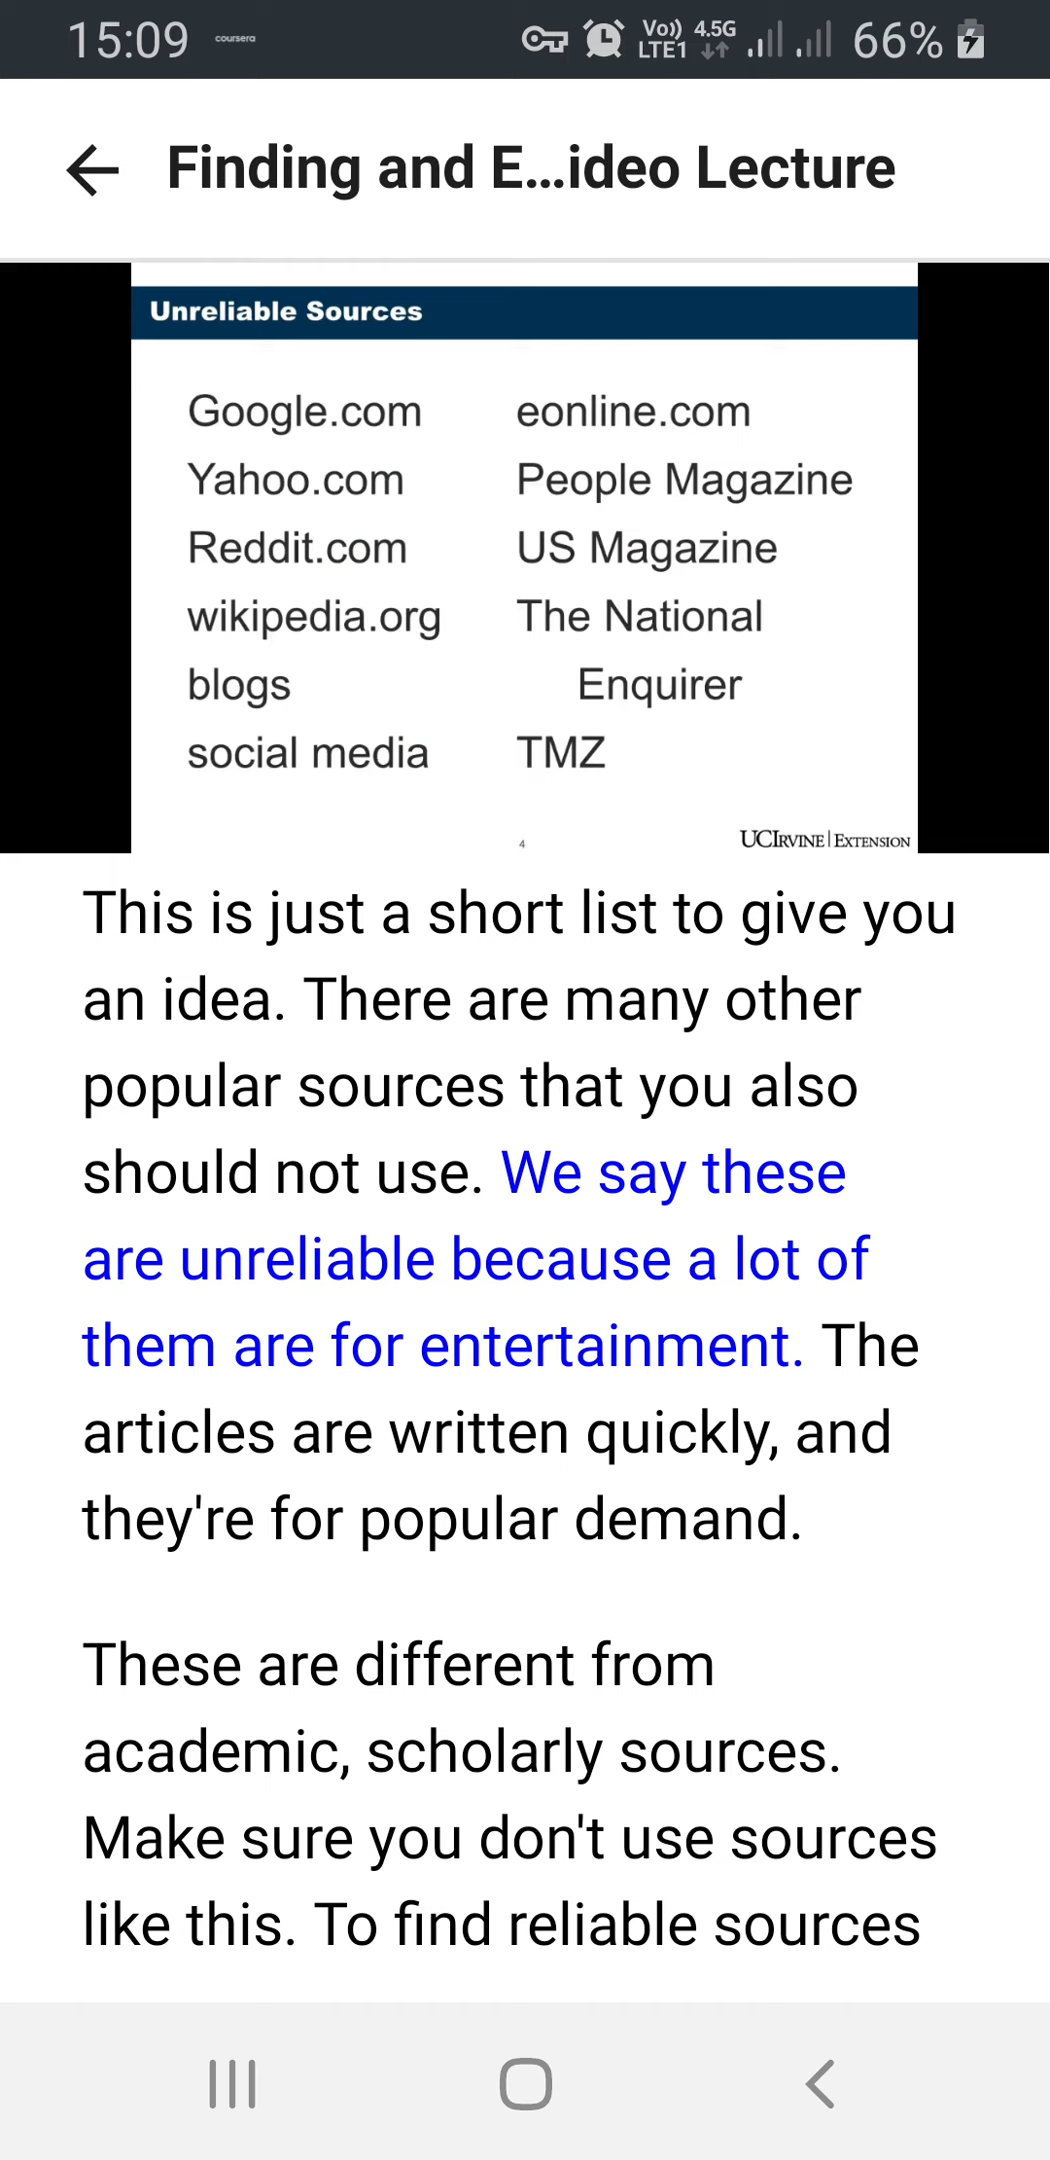 15:09 coursera Vo)) LTE1 4.5G 66%
Finding and E...ideo Lecture
Unreliable Sources
Google.com eonline.com
Yahoo.com People Magazine
Reddit.com US Magazine
wikipedia.org The National
blogs Enquirer
social media TMZ
4 UCIRVINE | EXTENSION
This is just a short list to give you
an idea. There are many other
popular sources that you also
should not use. We say these
are unreliable because a lot of
them are for entertainment. The
articles are written quickly, and
they're for popular demand.
These are different from
academic, scholarly sources.
Make sure you don't use sources
like this. To find reliable sources